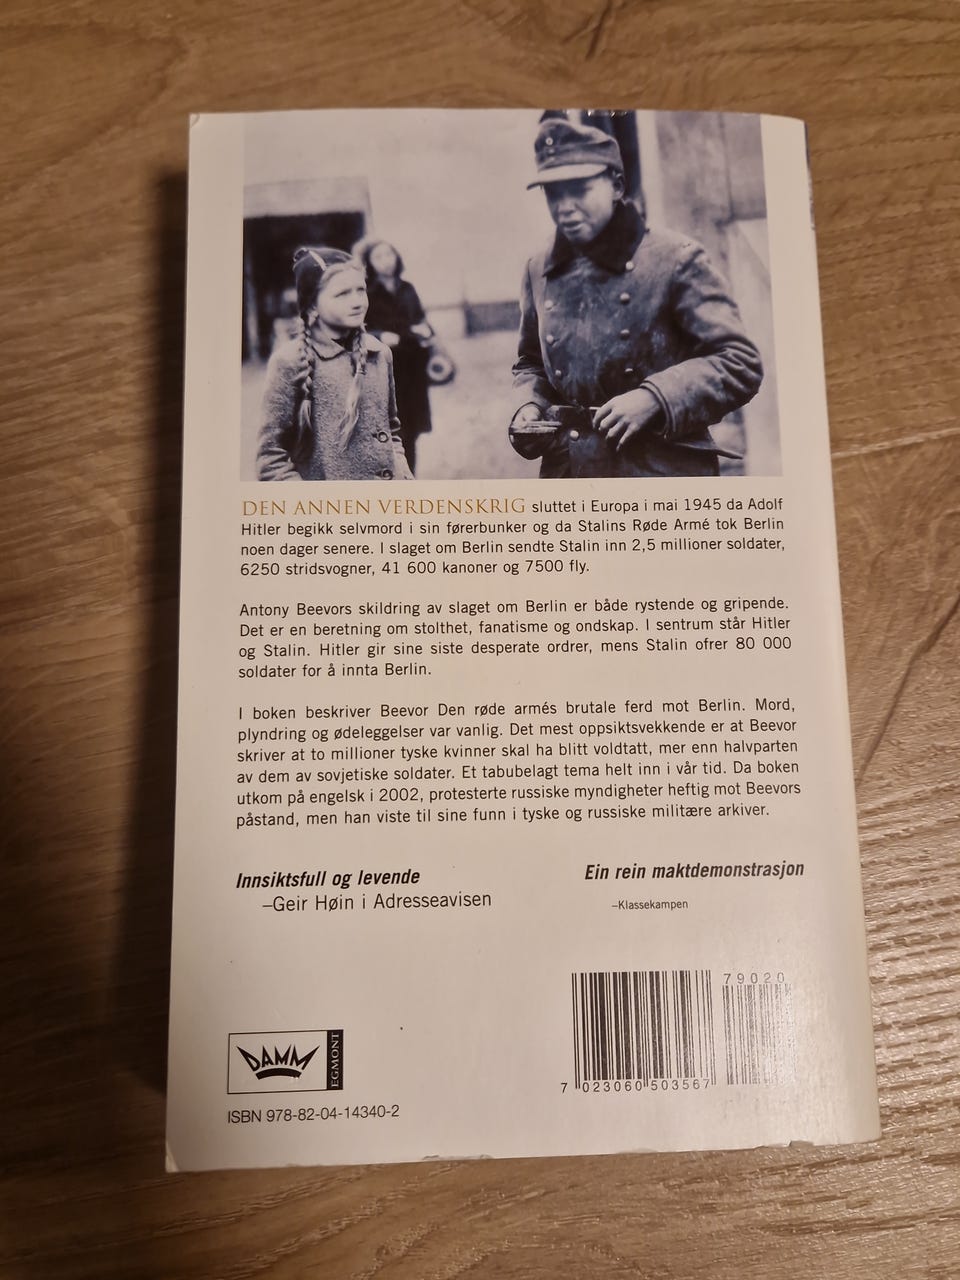 DEN ANNEN VERDENSKRIG sluttet i Europa i mai 1945 da Adolf
Hitler begikk selvmord i sin førerbunker og da Stalins Røde Armé tok Berlin
noen dager senere. I slaget om Berlin sendte Stalin inn 2,5 millioner soldater,
6250 stridsvogner, 41 600 kanoner og 7500 fly.
Antony Beevors skildring av slaget om Berlin er både rystende og gripende.
Det er en beretning om stolthet, fanatisme og ondskap. I sentrum står Hitler
og Stalin. Hitler gir sine siste desperate ordrer, mens Stalin ofrer 80 000
soldater for å innta Berlin.
I boken beskriver Beevor Den røde armés brutale ferd mot Berlin. Mord,
plyndring og ødeleggelser var vanlig. Det mest oppsiktsvekkende er at Beevor
skriver at to millioner tyske kvinner skal ha blitt voldtatt, mer enn halvparten
av dem av sovjetiske soldater. Et tabubelagt tema helt inn i vår tid. Da boken
utkom på engelsk i 2002, protesterte russiske myndigheter heftig mot Beevors
påstand, men han viste til sine funn i tyske og russiske militære arkiver.
Innsiktsfull og levende
–Geir Høin i Adresseavisen
Ein rein maktdemonstrasjon
–Klassekampen
79020
7 023060 503567
DAMM
EGMONT
ISBN 978-82-04-14340-2